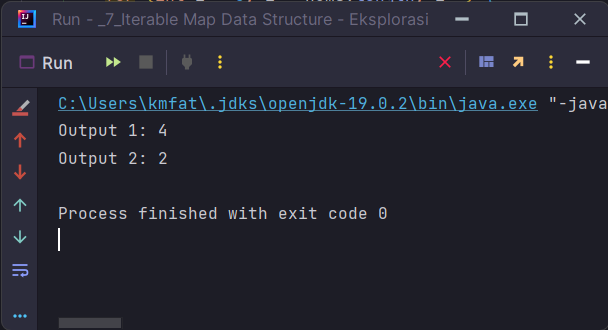 Run - _7_Iterable Map Data Structure - Eksplorasi
Run
C:\Users\kmfat\.jdks\openjdk-19.0.2\bin\java.exe "-java
Output 1: 4
Output 2: 2
Process finished with exit code 0